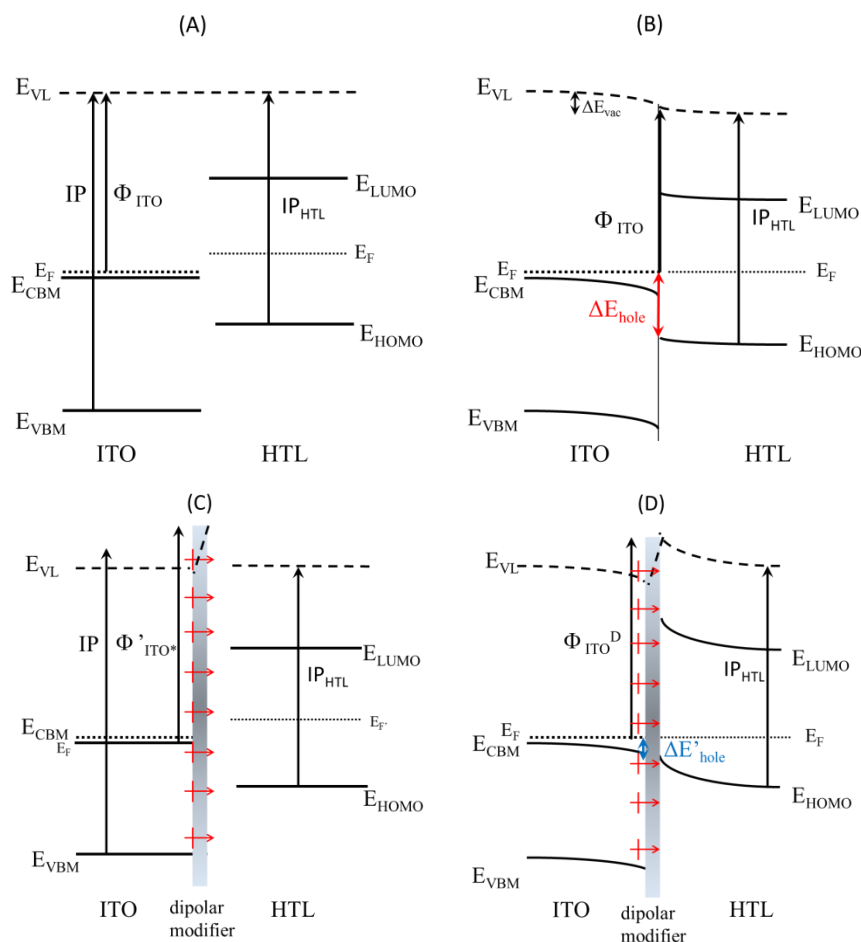 (A)
E_VL
IP
Φ_ITO
IP_HTL
E_LUMO
E_F
E_F
E_CBM
E_HOMO
E_VBM
ITO
HTL
(B)
E_VL
ΔE_vac
Φ_ITO
IP_HTL
E_LUMO
E_F
E_F
E_CBM
ΔE_hole
E_HOMO
E_VBM
ITO
HTL
(C)
E_VL
IP
Φ'_ITO*
IP_HTL
E_LUMO
E_CBM
E_F
E_F'
E_HOMO
E_VBM
ITO
dipolar
modifier
HTL
(D)
E_VL
Φ_ITO^D
IP_HTL
E_LUMO
E_F
E_F
E_CBM
ΔE'_hole
E_HOMO
E_VBM
ITO
dipolar
modifier
HTL